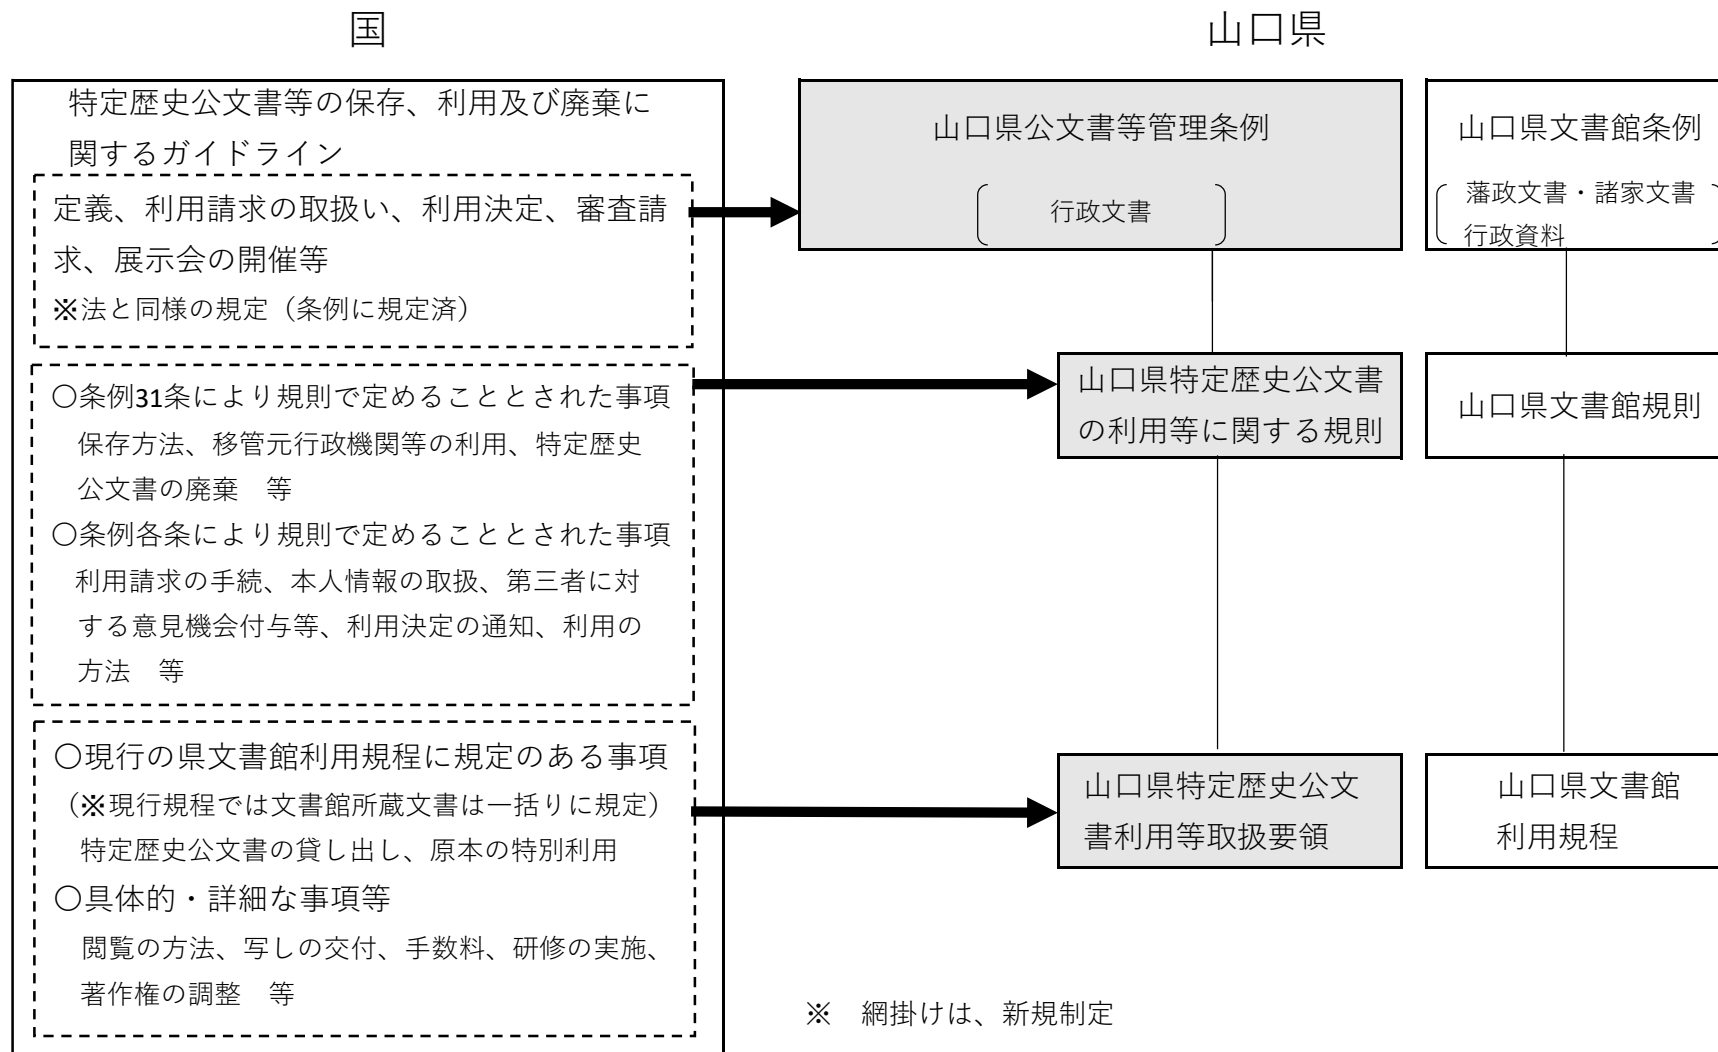 国
特定歴史公文書等の保存、利用及び廃棄に
関するガイドライン
定義、利用請求の取扱い、利用決定、審査請
求、展示会の開催等
※法と同様の規定（条例に規定済）
〇条例31条により規則で定めることとされた事項
保存方法、移管元行政機関等の利用、特定歴史
公文書の廃棄　等
〇条例各条により規則で定めることとされた事項
利用請求の手続、本人情報の取扱、第三者に対
する意見機会付与等、利用決定の通知、利用の
方法　等
〇現行の県文書館利用規程に規定のある事項
（※現行規程では文書館所蔵文書は一括りに規定）
特定歴史公文書の貸し出し、原本の特別利用
〇具体的・詳細な事項等
閲覧の方法、写しの交付、手数料、研修の実施、
著作権の調整　等
山口県
山口県公文書等管理条例
行政文書
山口県文書館条例
藩政文書・諸家文書
行政資料
山口県特定歴史公文書
の利用等に関する規則
山口県文書館規則
山口県特定歴史公文
書利用等取扱要領
山口県文書館
利用規程
※　網掛けは、新規制定